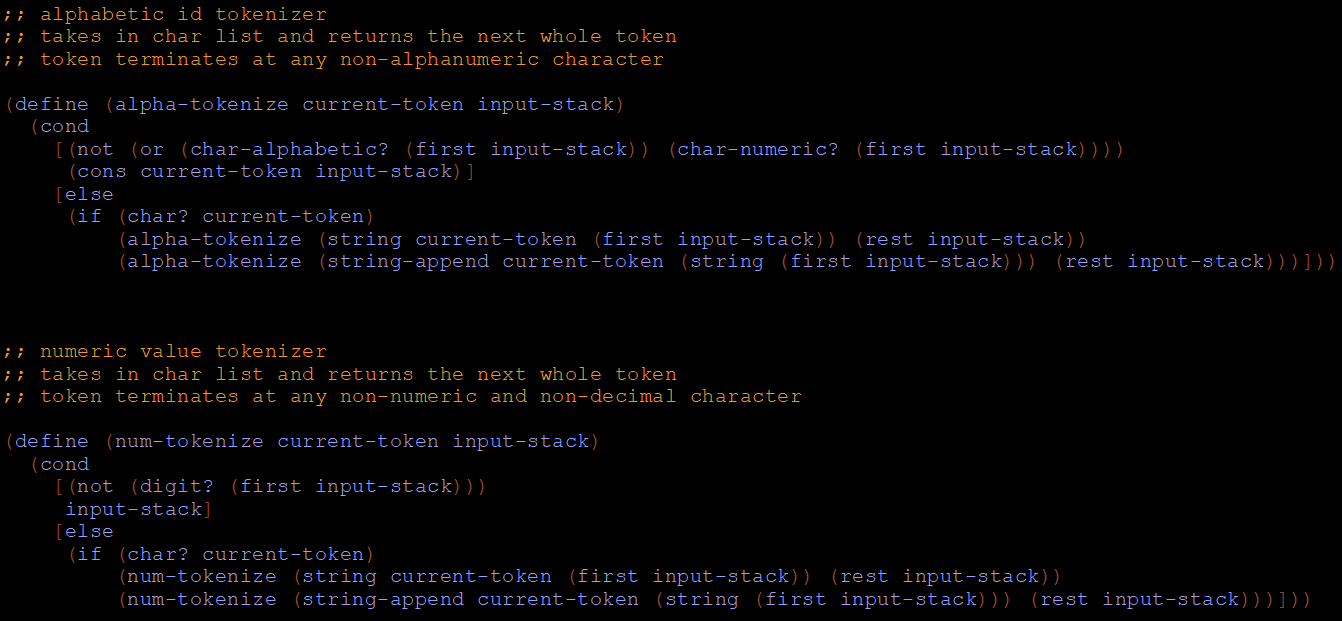 ;; alphabetic id tokenizer
;; takes in char list and returns the next whole token
;; token terminates at any non-alphanumeric character
(define (alpha-tokenize current-token input-stack)
(cond
[(not (or (char-alphabetic? (first input-stack)) (char-numeric? (first input-stack))))
(cons current-token input-stack)]
[else
(if (char? current-token)
(alpha-tokenize (string current-token (first input-stack)) (rest input-stack))
(alpha-tokenize (string-append current-token (string (first input-stack))) (rest input-stack)))]))
;; numeric value tokenizer
;; takes in char list and returns the next whole token
;; token terminates at any non-numeric and non-decimal character
(define (num-tokenize current-token input-stack)
(cond
[(not (digit? (first input-stack)))
input-stack]
[else
(if (char? current-token)
(num-tokenize (string current-token (first input-stack)) (rest input-stack))
(num-tokenize (string-append current-token (string (first input-stack))) (rest input-stack)))]))